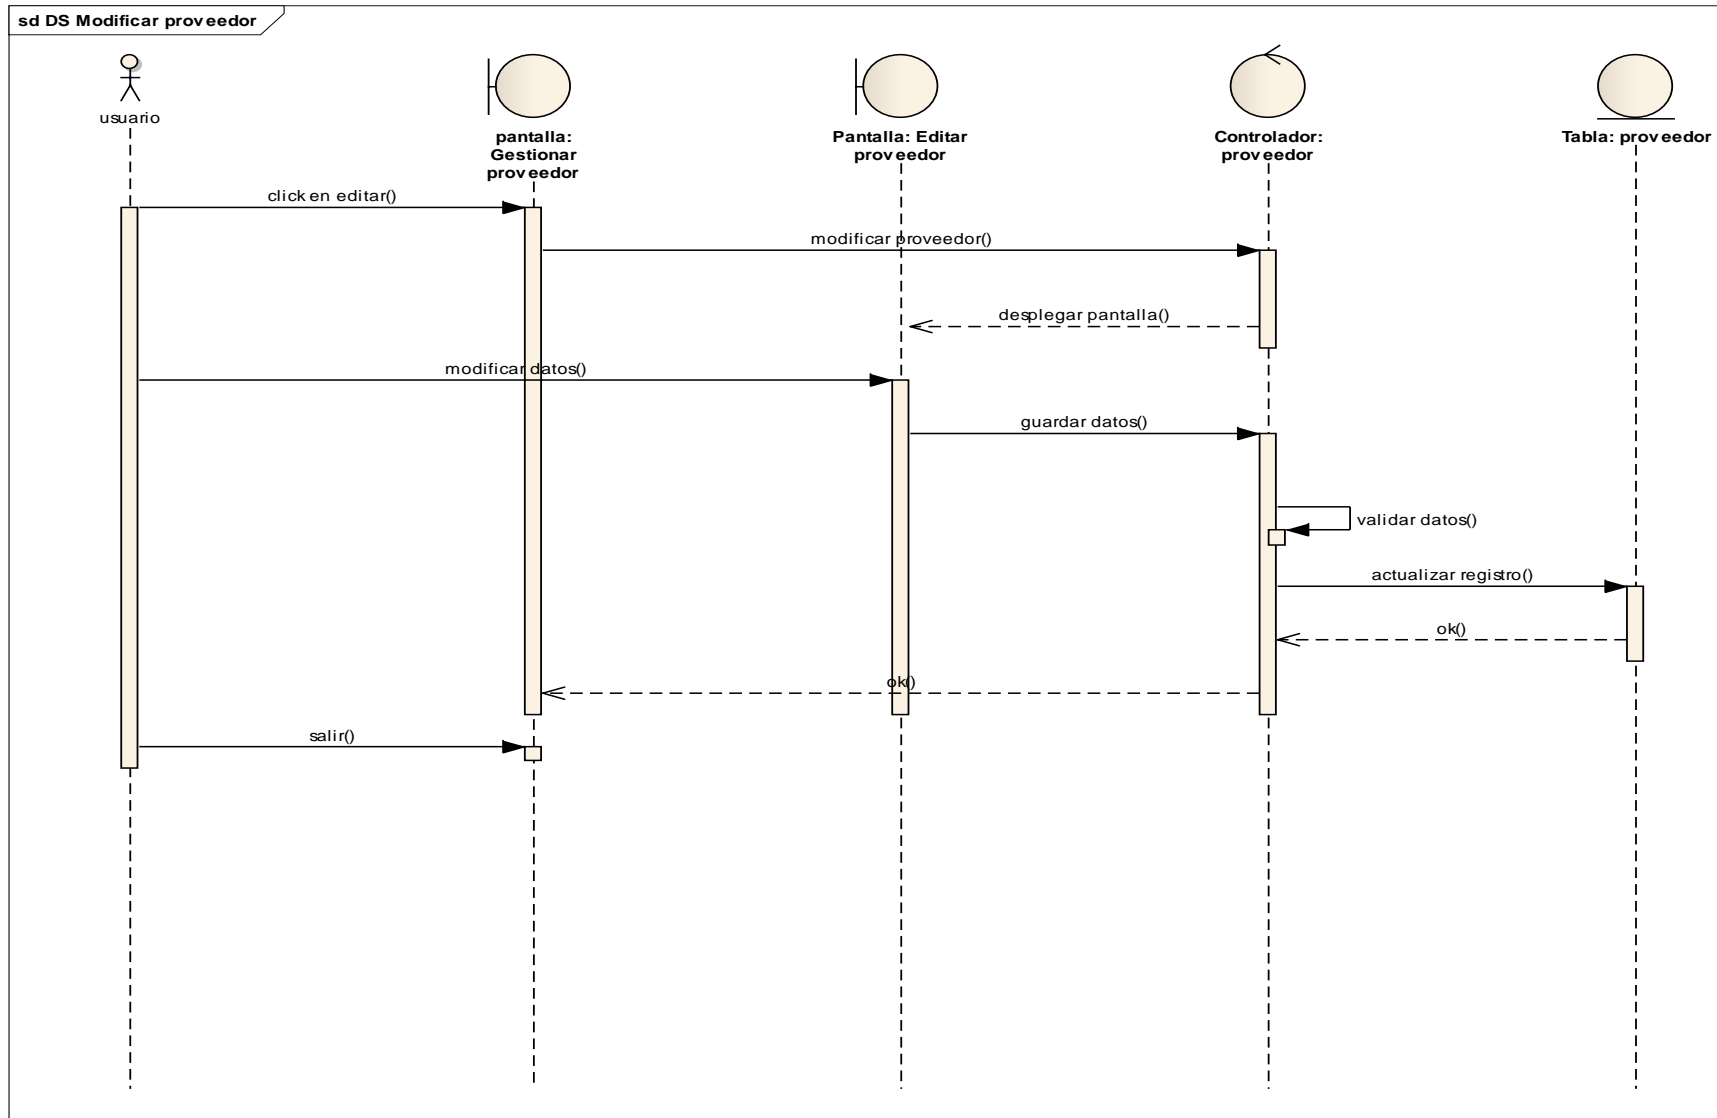 sd DS Modificar proveedor
usuario
pantalla:
Gestionar
proveedor
Pantalla: Editar
proveedor
Controlador:
proveedor
Tabla: proveedor
click en editar()
modificar proveedor()
desplegar pantalla()
modificar datos()
guardar datos()
validar datos()
actualizar registro()
ok()
ok()
salir()